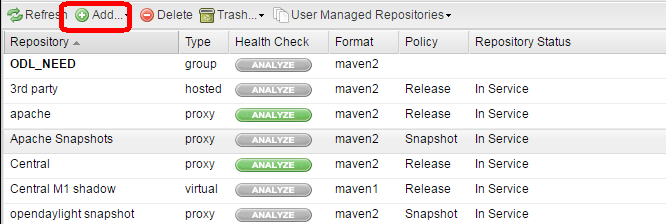 Refresh Add... Delete Trash... User Managed Repositories
Repository Type Health Check Format Policy Repository Status
ODL_NEED group ANALYZE maven2
3rd party hosted ANALYZE maven2 Release In Service
apache proxy ANALYZE maven2 Release In Service
Apache Snapshots proxy ANALYZE maven2 Snapshot In Service
Central proxy ANALYZE maven2 Release In Service
Central M1 shadow virtual ANALYZE maven1 Release In Service
opendaylight snapshot proxy ANALYZE maven2 Snapshot In Service